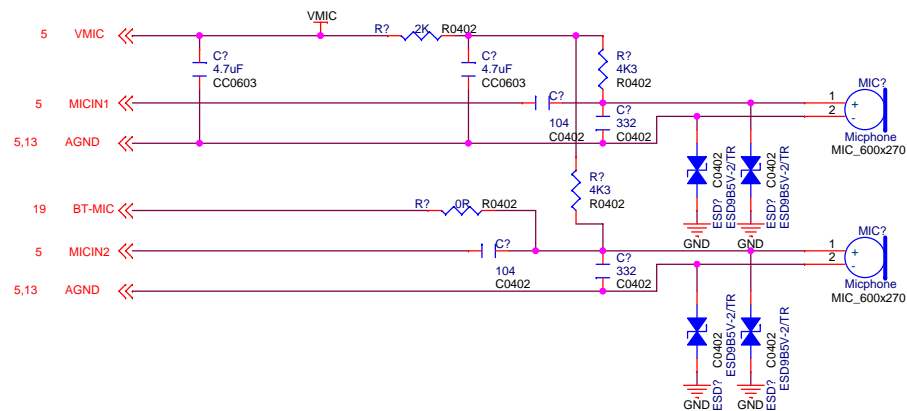 VMIC
5 VMIC
R? 2K R0402
C?
4.7uF
CC0603
C?
4.7uF
CC0603
R?
4K3
R0402
MIC?
1
+
2
-
Micphone
MIC_600x270
5 MICIN1
C?
104
C0402
C?
332
C0402
5,13 AGND
ESD?
C0402
ESD9B5V-2/TR
GND
ESD?
C0402
ESD9B5V-2/TR
GND
R?
4K3
R0402
19 BT-MIC
R? 0R R0402
5 MICIN2
C?
104
C0402
C?
332
C0402
MIC?
1
+
2
-
Micphone
MIC_600x270
5,13 AGND
ESD?
C0402
ESD9B5V-2/TR
GND
ESD?
C0402
ESD9B5V-2/TR
GND